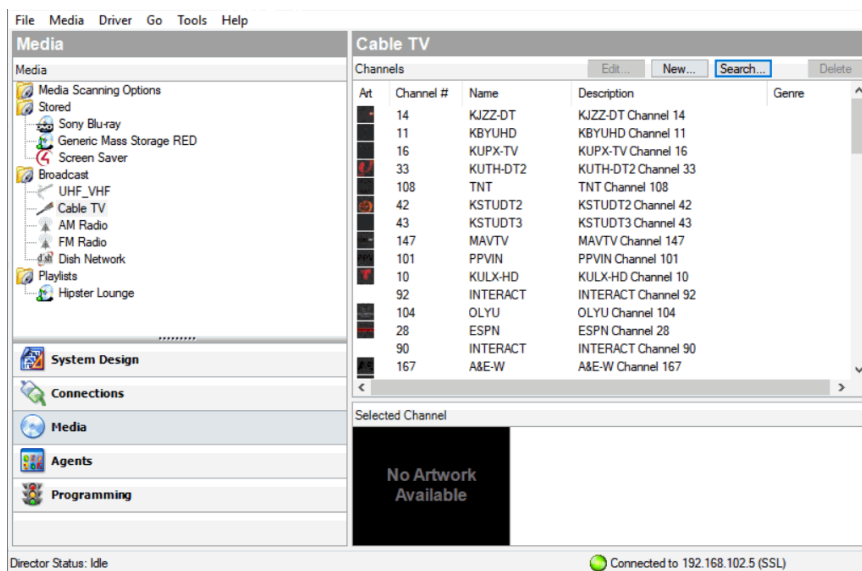 File Media Driver Go Tools Help
Media
Cable TV
Media
Channels Edit... New... Search... Delete
Media Scanning Options
Stored
Sony Blu-ray
Generic Mass Storage RED
Screen Saver
Broadcast
UHF_VHF
Cable TV
AM Radio
FM Radio
Dish Network
Playlists
Hipster Lounge
Art Channel # Name Description Genre
14 KJZZ-DT KJZZ-DT Channel 14
11 KBYUHD KBYUHD Channel 11
16 KUPX-TV KUPX-TV Channel 16
33 KUTH-DT2 KUTH-DT2 Channel 33
108 TNT TNT Channel 108
42 KSTUDT2 KSTUDT2 Channel 42
43 KSTUDT3 KSTUDT3 Channel 43
147 MAVTV MAVTV Channel 147
101 PPVIN PPVIN Channel 101
10 KULX-HD KULX-HD Channel 10
92 INTERACT INTERACT Channel 92
104 OLYU OLYU Channel 104
28 ESPN ESPN Channel 28
90 INTERACT INTERACT Channel 90
167 A&E-W A&E-W Channel 167
System Design
Connections
Media
Agents
Programming
Selected Channel
No Artwork
Available
Director Status: Idle
Connected to 192.168.102.5 (SSL)